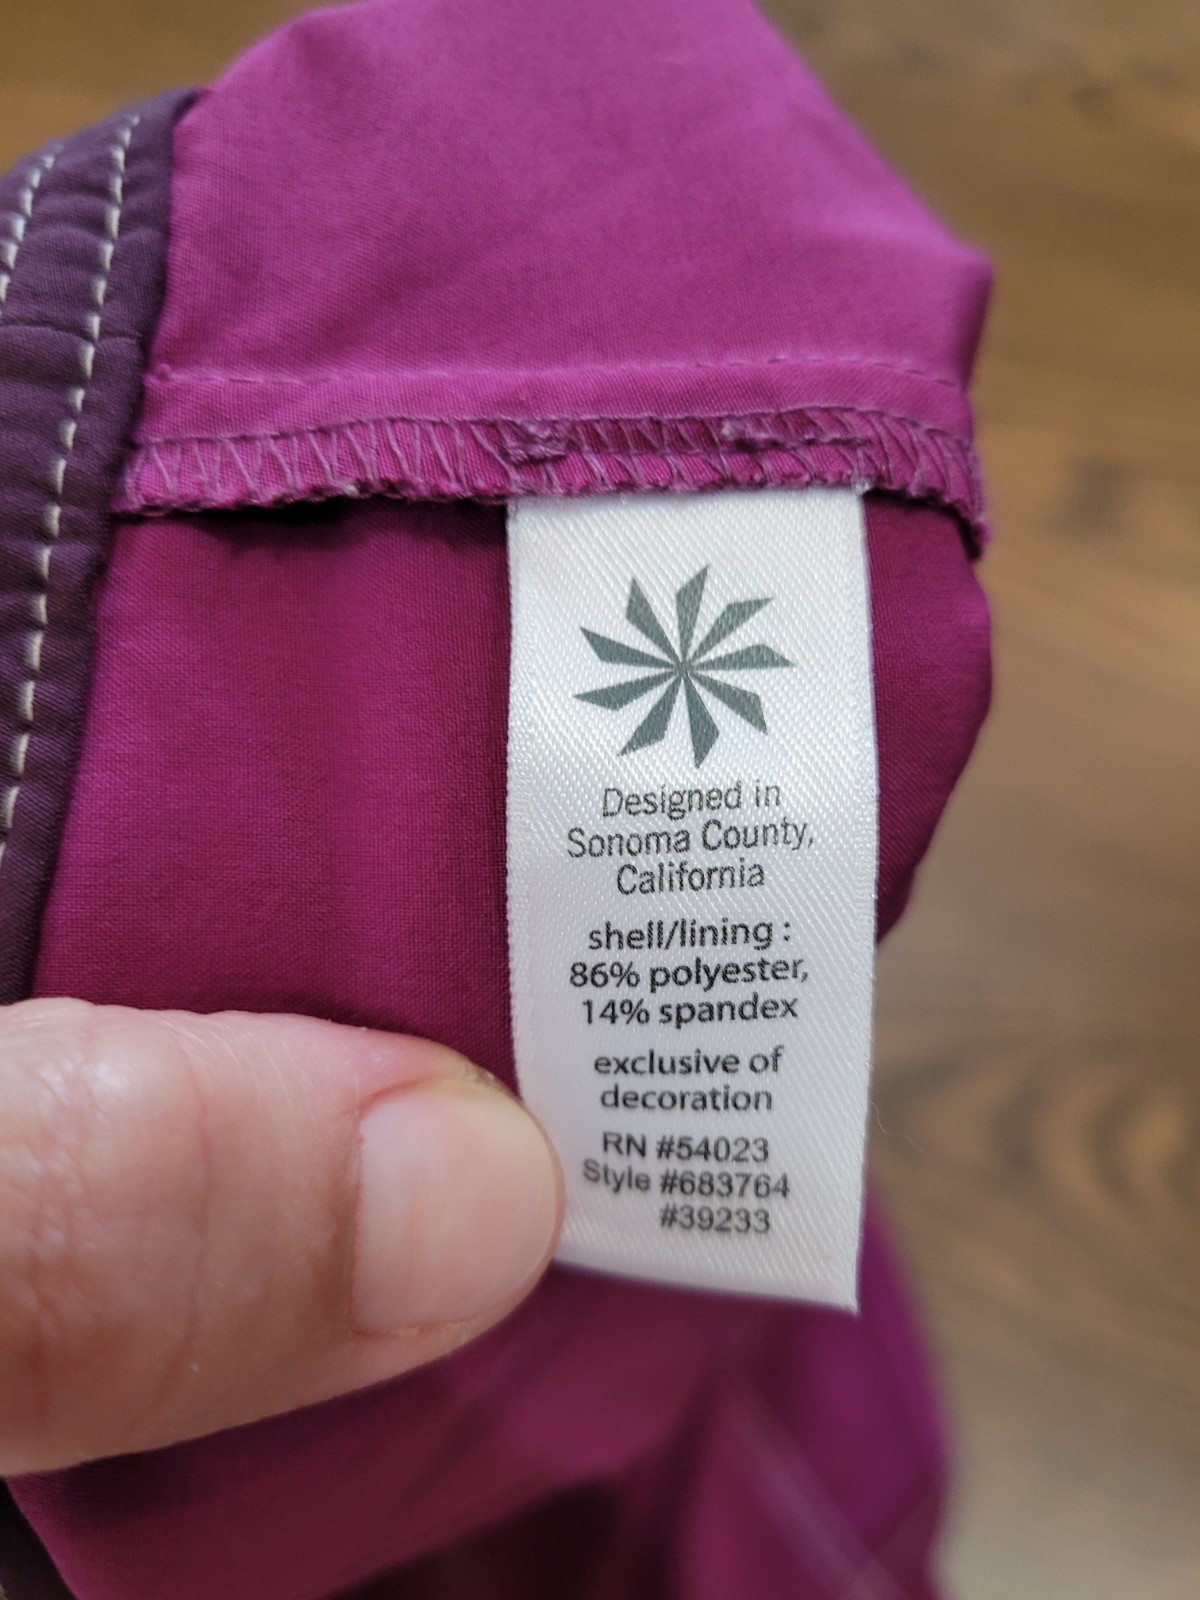 Designed in
Sonoma County,
California
shell/lining :
86% polyester,
14% spandex
exclusive of
decoration
RN #54023
Style #683764
#39233